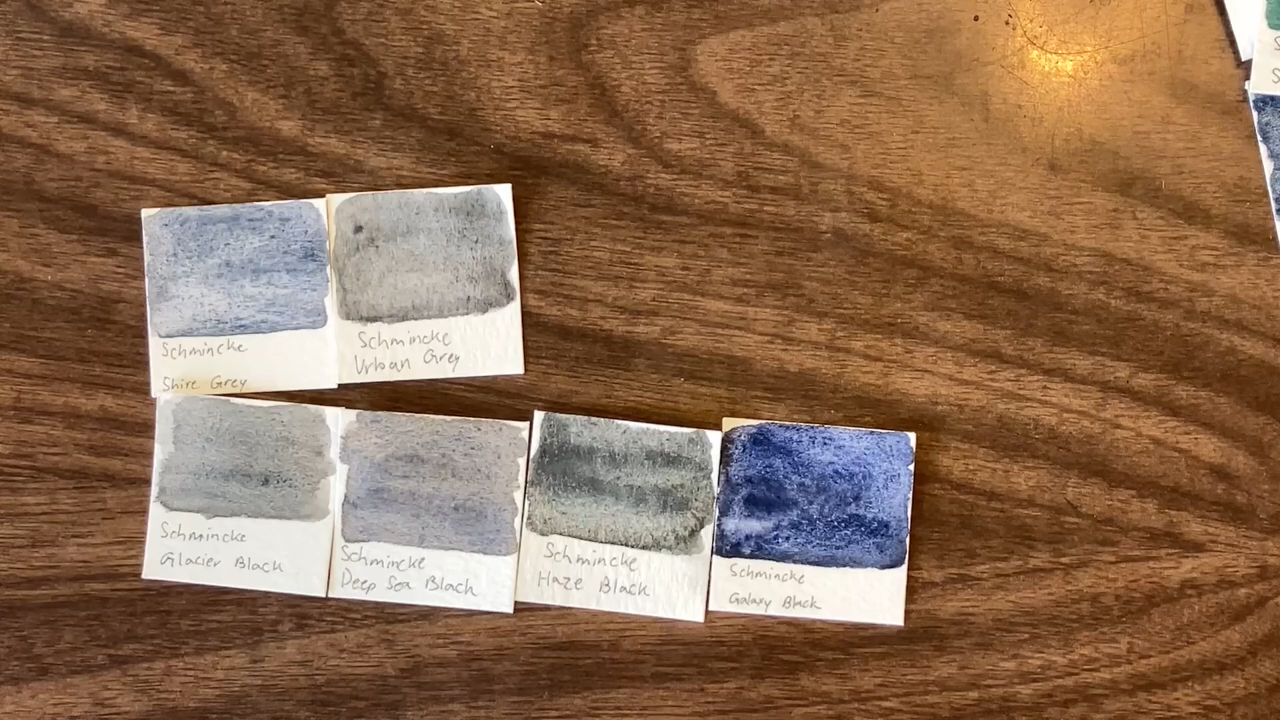 Schmincke
Shire Grey
Schmincke
Urban Grey
Schmincke
Glacier Black
Schmincke
Deep Sea Black
Schmincke
Haze Black
Schmincke
Galaxy Black
S
S